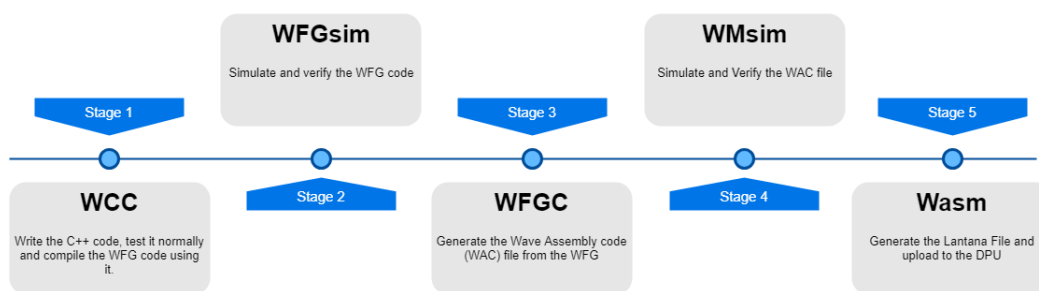 WFGsim
Simulate and verify the WFG code
WMsim
Simulate and Verify the WAC file
Stage 1
Stage 3
Stage 5
Stage 2
Stage 4
WCC
Write the C++ code, test it normally
and compile the WFG code using
it.
WFGC
Generate the Wave Assembly code
(WAC) file from the WFG
Wasm
Generate the Lantana File and
upload to the DPU